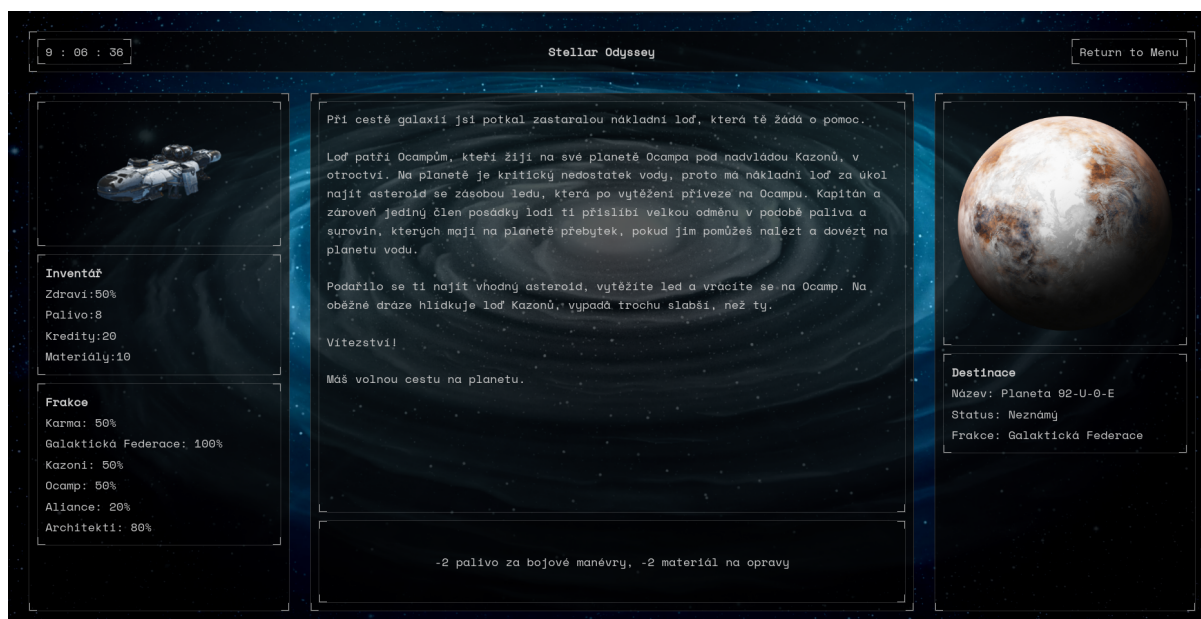 9 : 06 : 36
Stellar Odyssey
Return to Menu
Inventář
Zdraví:50%
Palivo:8
Kredity:20
Materiály:10
Frakce
Karma: 50%
Galaktická Federace: 100%
Kazoni: 50%
Ocamp: 50%
Aliance: 20%
Architekti: 80%
Při cestě galaxií jsi potkal zastaralou nákladní loď, která tě žádá o pomoc.
Loď patří Ocampům, kteří žijí na své planetě Ocampa pod nadvládou Kazonů, v
otroctví. Na planetě je kritický nedostatek vody, proto má nákladní loď za úkol
najít asteroid se zásobou ledu, která po vytěžení přiveze na Ocampu. Kapitán a
zároveň jediný člen posádky lodi ti přislíbí velkou odměnu v podobě paliva a
surovin, kterých mají na planetě přebytek, pokud jim pomůžeš nalézt a dovézt na
planetu vodu.
Podařilo se ti najít vhodný asteroid, vytěžíte led a vracíte se na Ocamp. Na
oběžné dráze hlídkuje loď Kazonů, vypadá trochu slabší, než ty.
Vítezství!
Máš volnou cestu na planetu.
-2 palivo za bojové manévry, -2 materiál na opravy
Destinace
Název: Planeta 92-U-0-E
Status: Neznámý
Frakce: Galaktická Federace